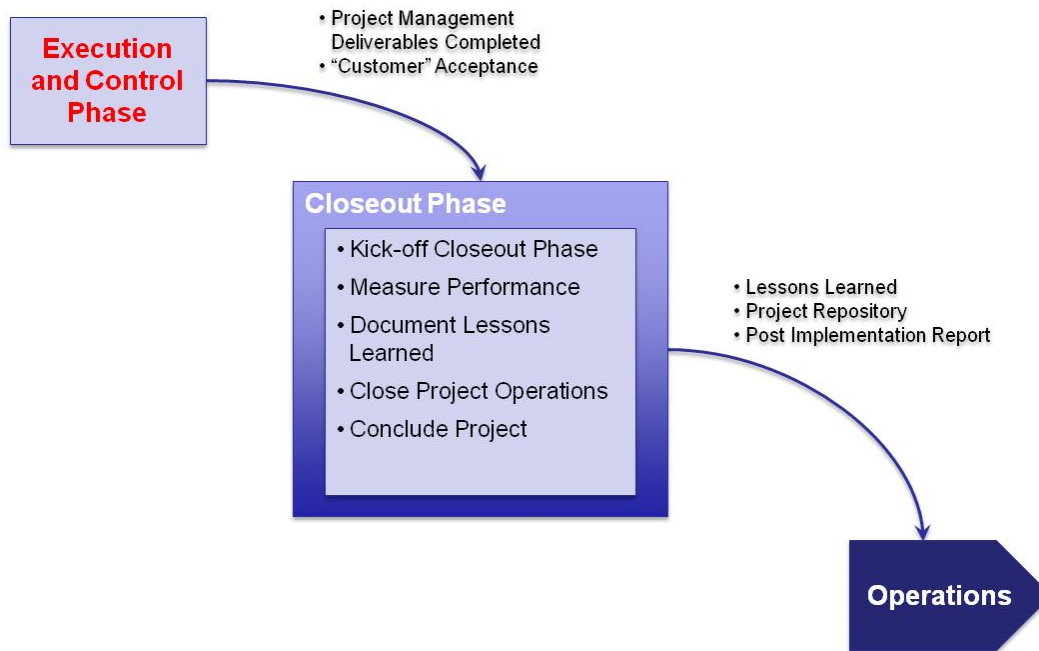 Execution
and Control
Phase
• Project Management
Deliverables Completed
• “Customer” Acceptance
Closeout Phase
• Kick-off Closeout Phase
• Measure Performance
• Document Lessons
Learned
• Close Project Operations
• Conclude Project
• Lessons Learned
• Project Repository
• Post Implementation Report
Operations